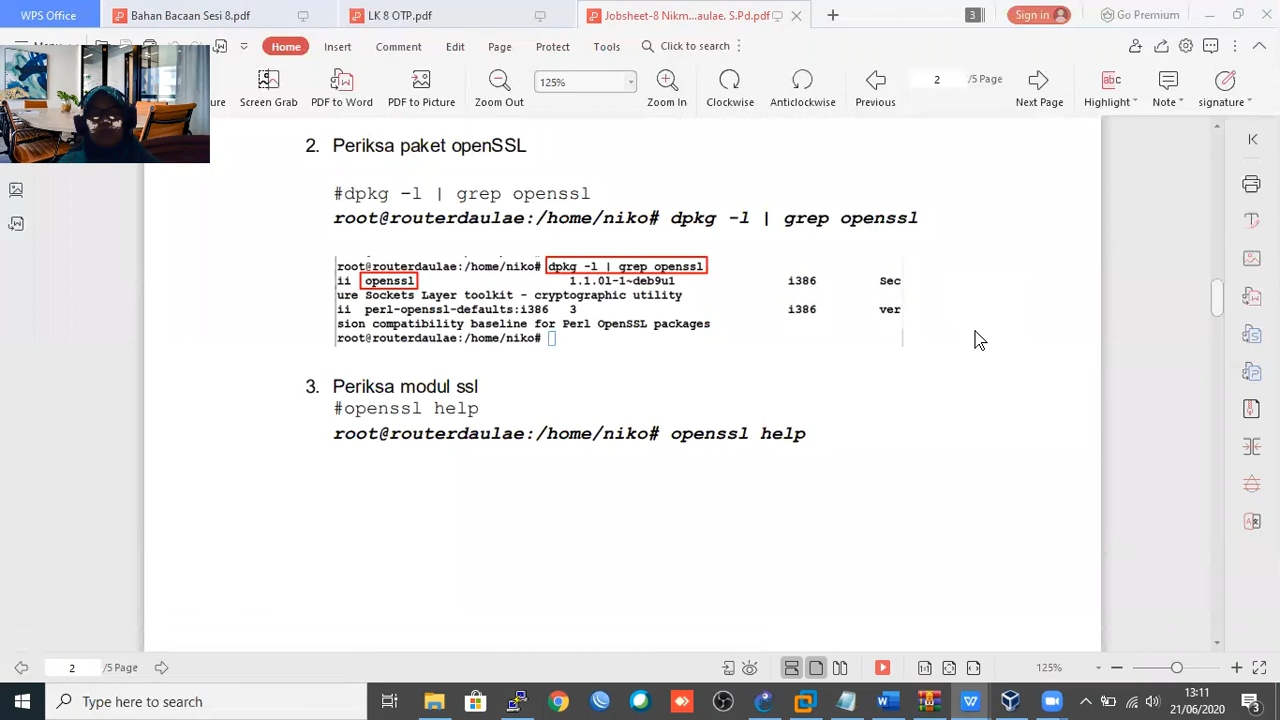 WPS Office Bahan Bacaan Sesi 8.pdf LK 8 OTP.pdf Jobsheet-8 Nikm...aulae. S.Pd.pdf 3 Sign in Go Premium
Home Insert Comment Edit Page Protect Tools Click to search
Screen Grab PDF to Word PDF to Picture Zoom Out 125% Zoom In Clockwise Anticlockwise Previous 2 /5 Page Next Page Highlight Note signature
2. Periksa paket openSSL
#dpkg -l | grep openssl
root@routerdaulae:/home/niko# dpkg -l | grep openssl
root@routerdaulae:/home/niko# dpkg -l | grep openssl
ii openssl 1.1.0l-1~deb9u1 i386 Sec
ure Sockets Layer toolkit - cryptographic utility
ii perl-openssl-defaults:i386 3 i386 ver
sion compatibility baseline for Perl OpenSSL packages
root@routerdaulae:/home/niko#
3. Periksa modul ssl
#openssl help
root@routerdaulae:/home/niko# openssl help
2 /5 Page 125%
Type here to search
13:11
21/06/2020